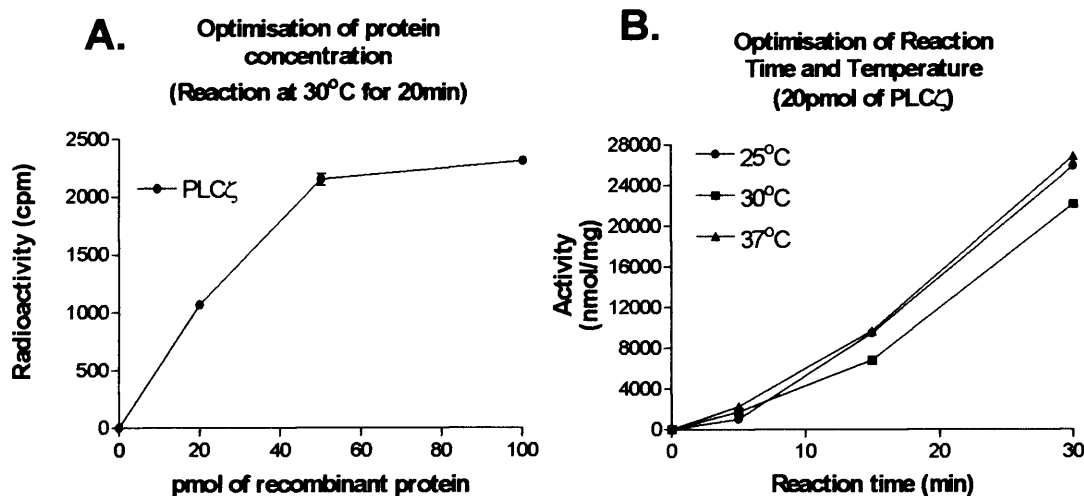 A.
Optimisation of protein
concentration
(Reaction at 30°C for 20min)
2500
2000
1500
1000
500
0
Radioactivity (cpm)
PLCζ
0 20 40 60 80 100
pmol of recombinant protein
B.
Optimisation of Reaction
Time and Temperature
(20pmol of PLCζ)
28000
24000
20000
16000
12000
8000
4000
0
Activity
(nmol/mg)
25°C
30°C
37°C
0 10 20 30
Reaction time (min)